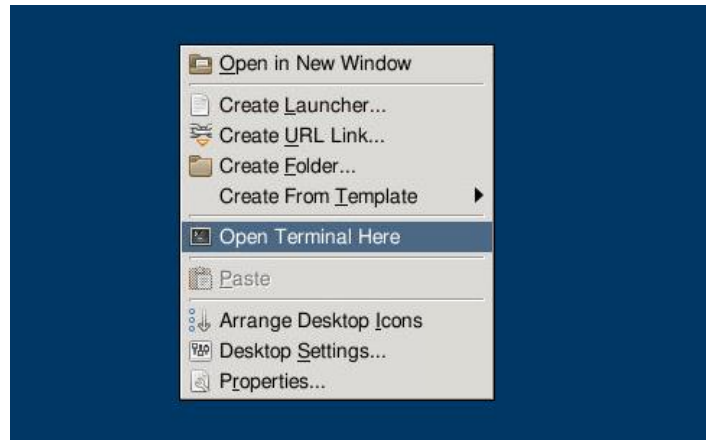 Open in New Window
Create Launcher...
Create URL Link...
Create Folder...
Create From Template
Open Terminal Here
Paste
Arrange Desktop Icons
Desktop Settings...
Properties...